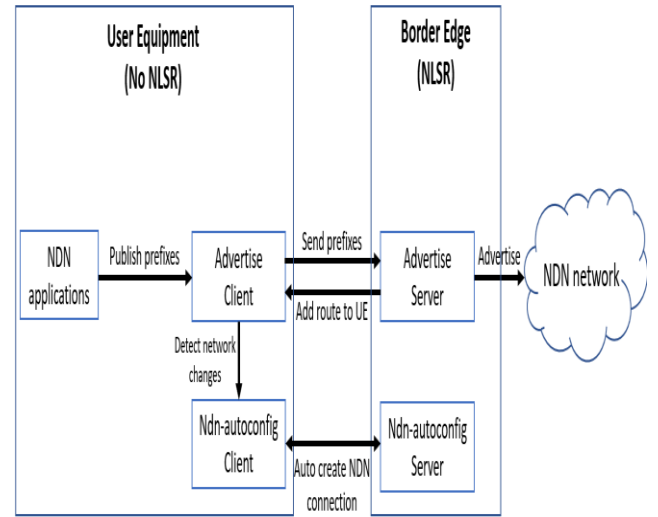 User Equipment
(No NLSR)
Border Edge
(NLSR)
NDN
applications
Publish prefixes
Advertise
Client
Send prefixes
Add route to UE
Advertise
Server
Advertise
NDN network
Detect network
changes
Ndn-autoconfig
Client
Auto create NDN
connection
Ndn-autoconfig
Server